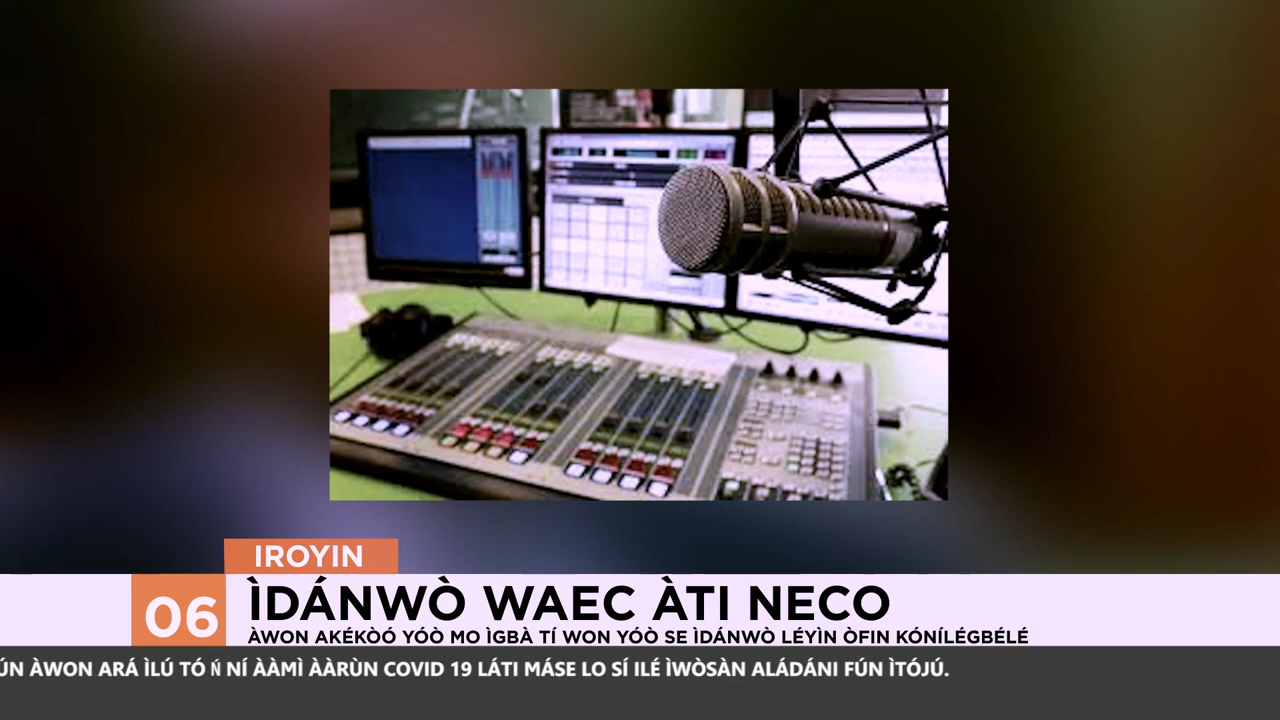 IROYIN
06
ÌDÁNWÒ WAEC ÀTI NECO
ÀWON AKÉKÒÓ YÓÒ MO ÌGBÀ TÍ WON YÓÒ SE ÌDÁNWÒ LÉYÌN ÒFIN KÓNÍLÉGBÉLÉ
ÚN ÀWON ARÁ ÌLÚ TÓ Ń NÍ ÀÀMÌ ÀÀRÙN COVID 19 LÁTI MÁSE LO SÍ ILÉ ÌWÒSÀN ALÁDÁNI FÚN ÌTÓJÚ.